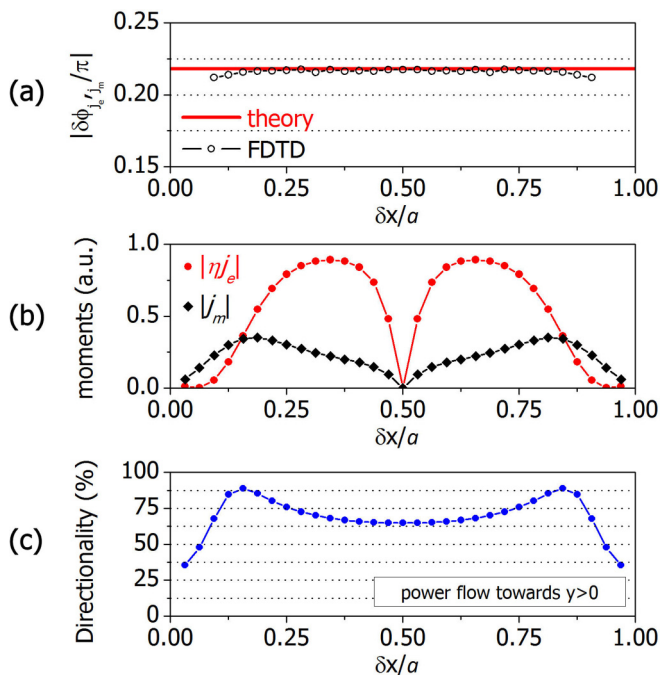 (a)
|δϕ_{j_e},_{j_m}/π|
0.25
0.20
0.15
theory
FDTD
0.00 0.25 0.50 0.75 1.00
δx/a
(b)
moments (a.u.)
1.0
0.5
0.0
|ηj_e|
|j_m|
0.00 0.25 0.50 0.75 1.00
δx/a
(c)
Directionality (%)
100
75
50
25
0
power flow towards y>0
0.00 0.25 0.50 0.75 1.00
δx/a